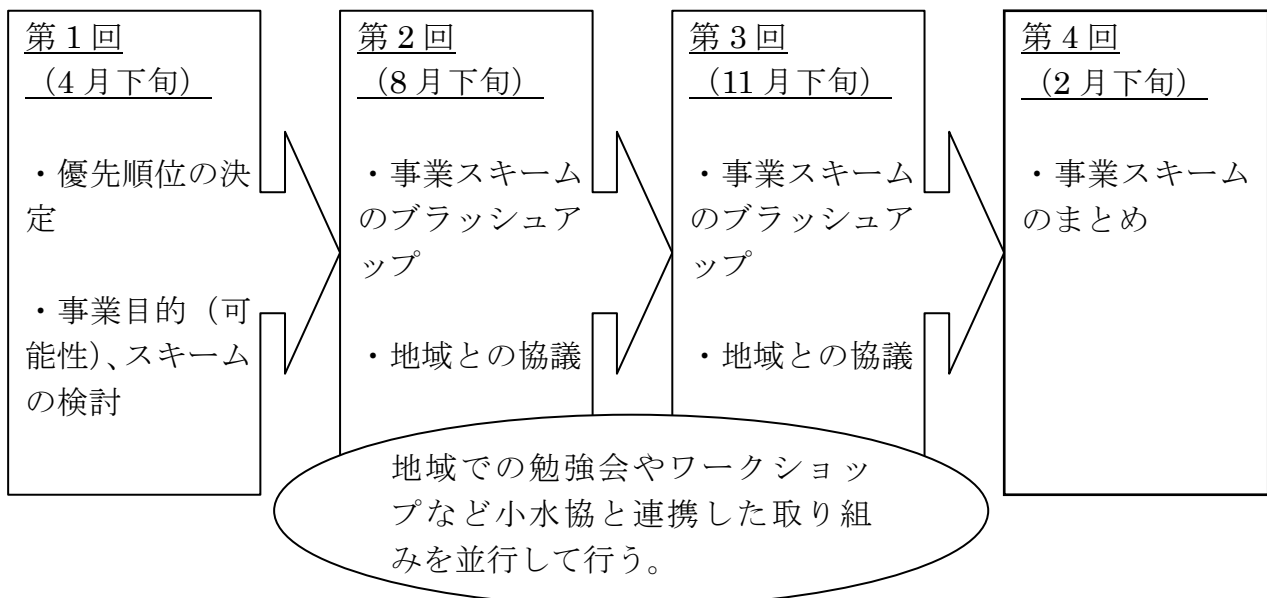 第1回
（4月下旬）
・優先順位の決
定
・事業目的（可
能性）、スキーム
の検討
第2回
（8月下旬）
・事業スキーム
のブラッシュア
ップ
・地域との協議
第3回
（11月下旬）
・事業スキーム
のブラッシュア
ップ
・地域との協議
第4回
（2月下旬）
・事業スキーム
のまとめ
地域での勉強会やワークショッ
プなど小水協と連携した取り組
みを並行して行う。